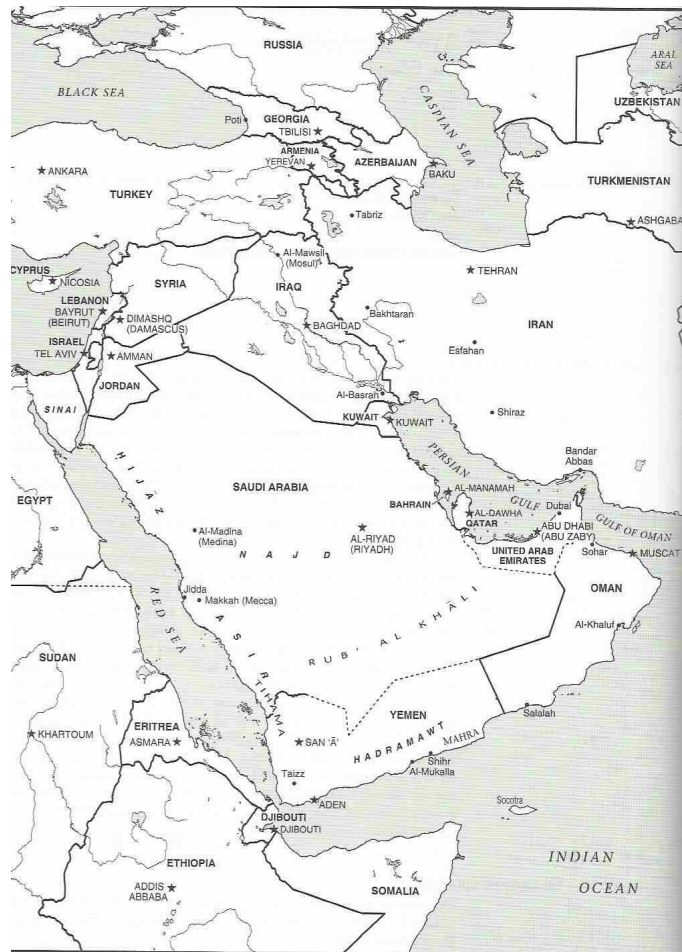 RUSSIA
ARAL
SEA
BLACK SEA
CASPIAN SEA
UZBEKISTAN
Poti
GEORGIA
TBILISI
ARMENIA
YEREVAN
AZERBAIJAN
BAKU
TURKMENISTAN
ANKARA
TURKEY
Tabriz
ASHGABA
Al-Mawsil
(Mosul)
TEHRAN
CYPRUS
NICOSIA
SYRIA
IRAQ
LEBANON
BAYRUT
(BEIRUT)
DIMASHQ
(DAMASCUS)
BAGHDAD
Bakhtaran
IRAN
ISRAEL
TEL AVIV
AMMAN
Esfahan
JORDAN
Al-Basrah
SINAI
KUWAIT
KUWAIT
Shiraz
HIJAZ
PERSIAN
GULF
Bandar
Abbas
SAUDI ARABIA
AL-MANAMAH
EGYPT
BAHRAIN
AL-DAWHA
QATAR
Dubai
GULF OF OMAN
Al-Madina
(Medina)
AL-RIYAD
(RIYADH)
ABU DHABI
(ABU ZABY)
NAJD
UNITED ARAB
EMIRATES
Sohar
MUSCAT
RED SEA
Jidda
Makkah (Mecca)
OMAN
ASIR
Al-Khaluf
RUB' AL KHĀLI
SUDAN
TIHAMA
YEMEN
Salalah
KHARTOUM
ERITREA
ASMARA
SAN 'Ā'
HADRAMAWT
MAHRA
Shihr
Al-Mukalla
Taizz
ADEN
Socotra
DJIBOUTI
DJIBOUTI
ETHIOPIA
INDIAN
OCEAN
ADDIS
ABBABA
SOMALIA